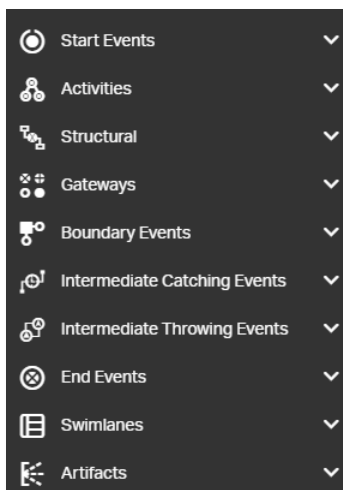 Start Events
Activities
Structural
Gateways
Boundary Events
Intermediate Catching Events
Intermediate Throwing Events
End Events
Swimlanes
Artifacts